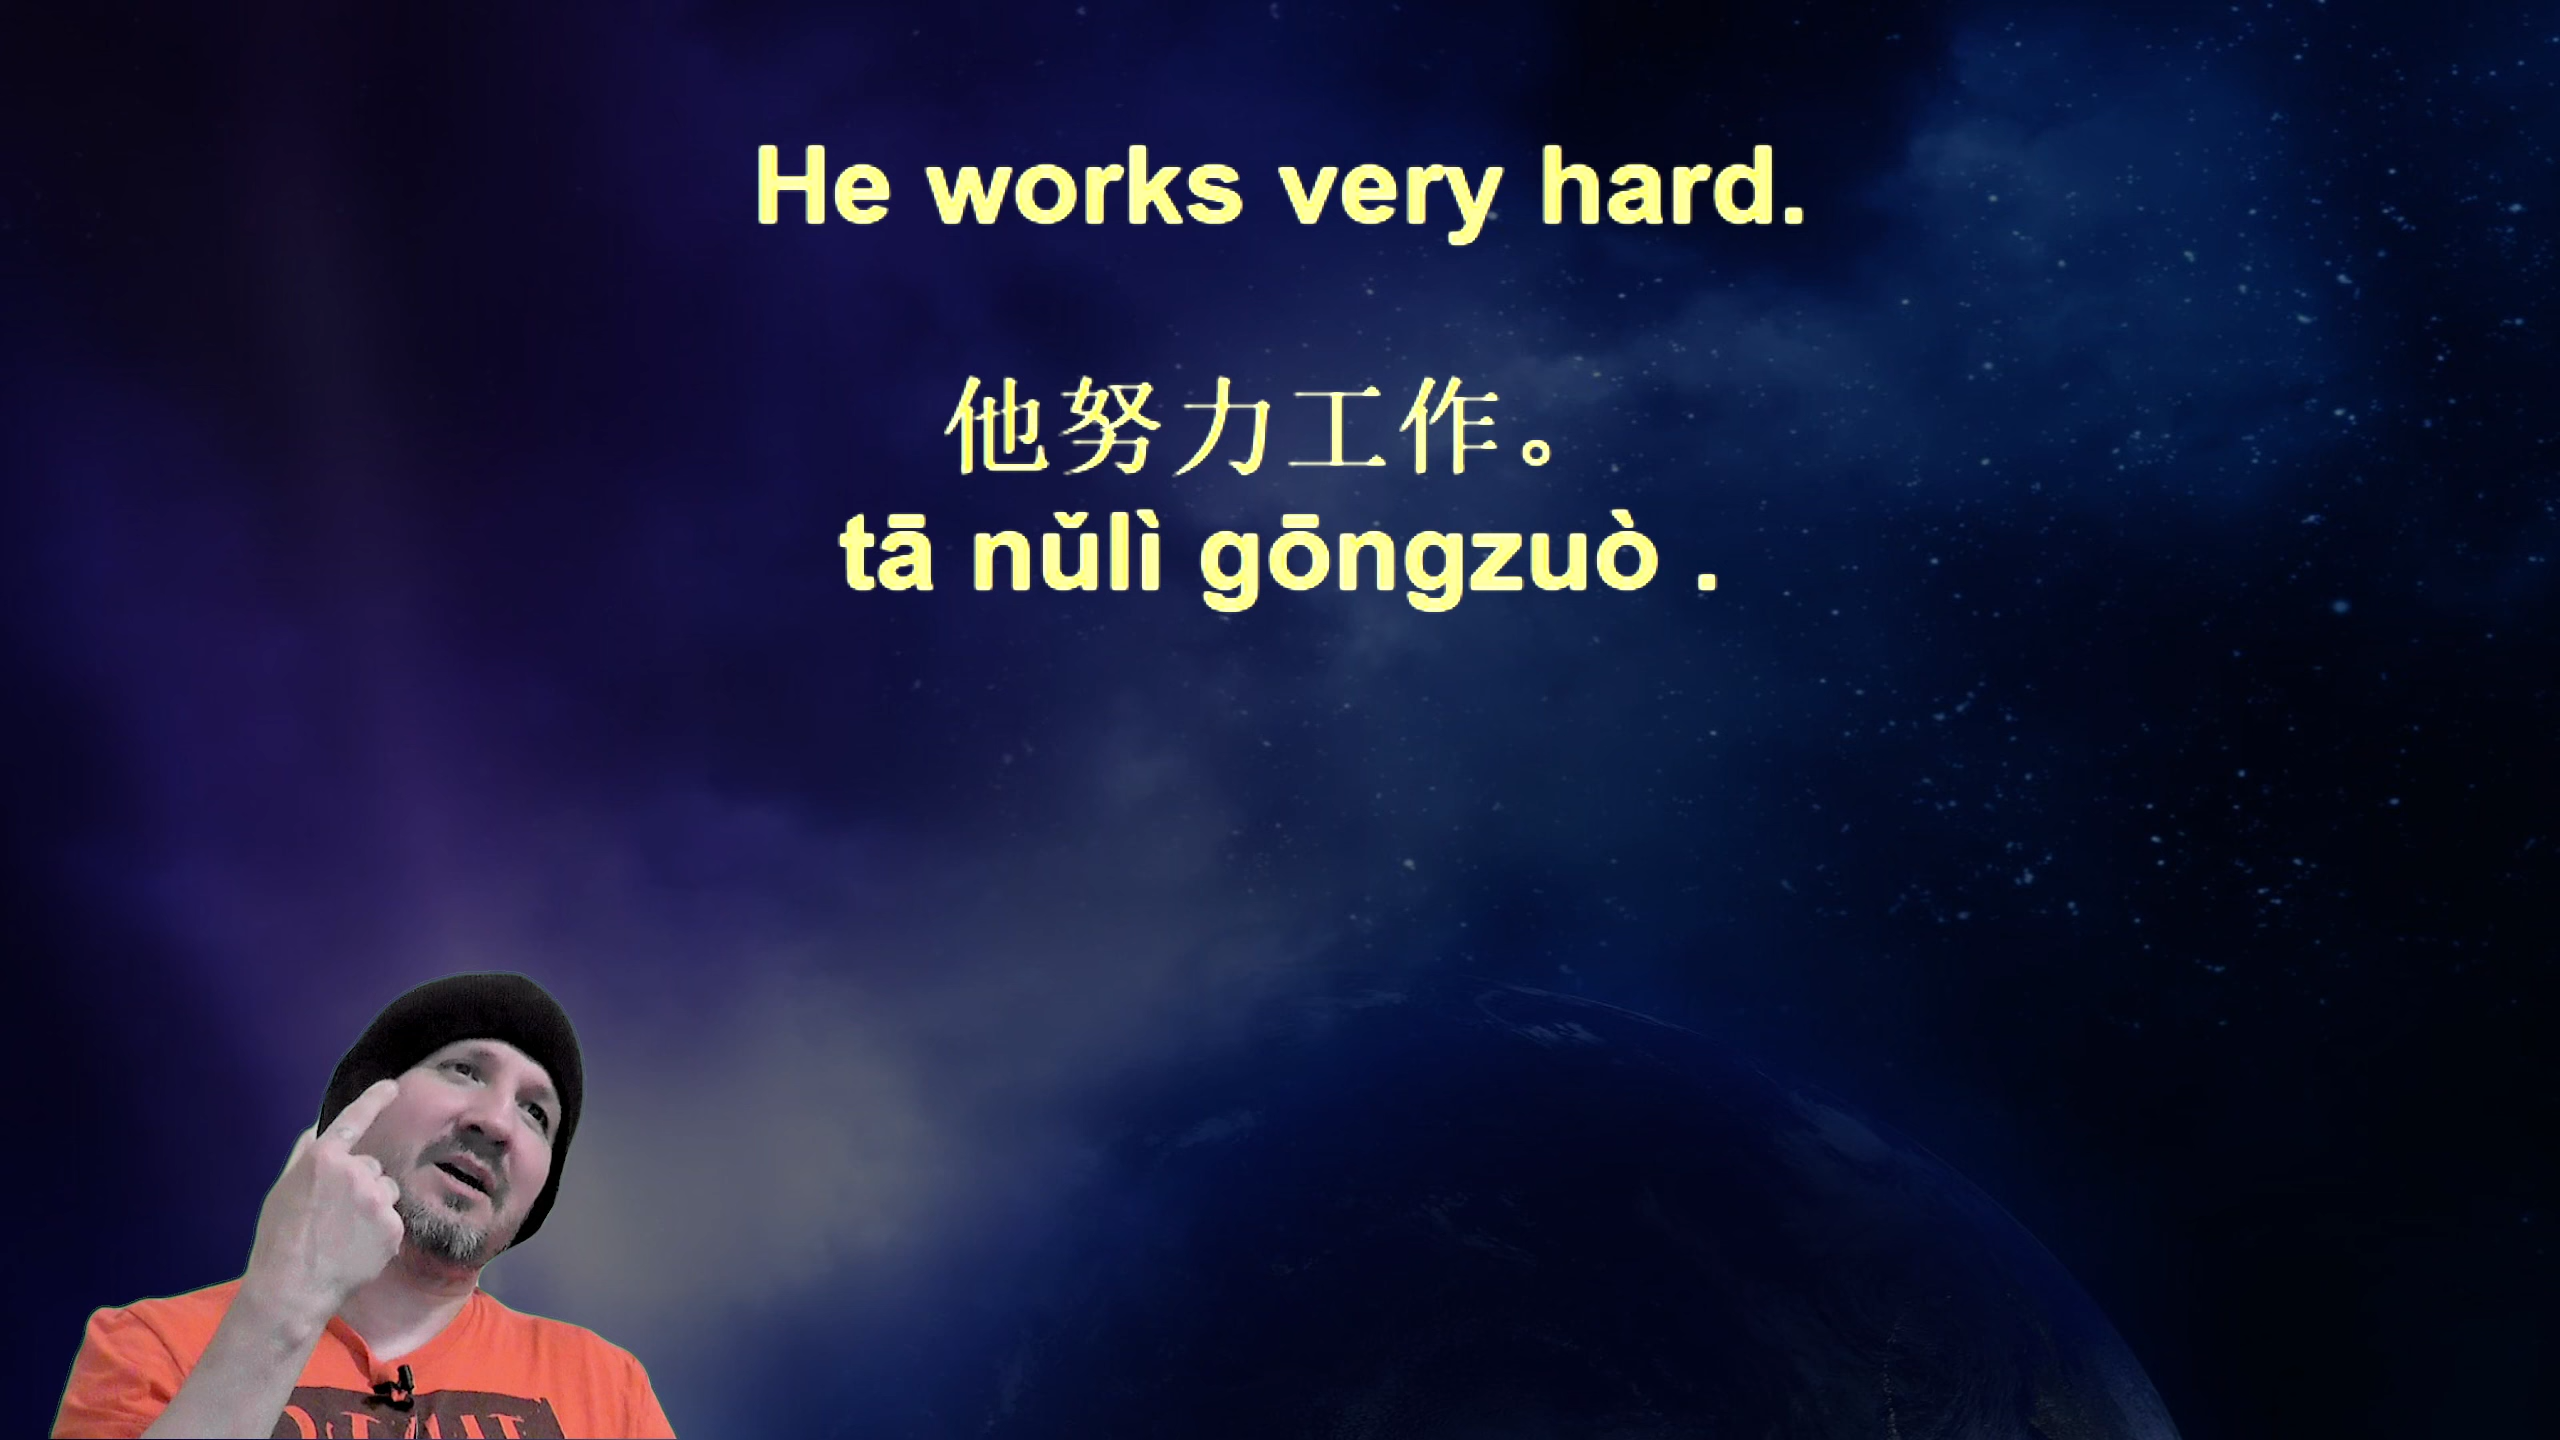 He works very hard.
他努力工作。
tā nǔlì gōngzuò .